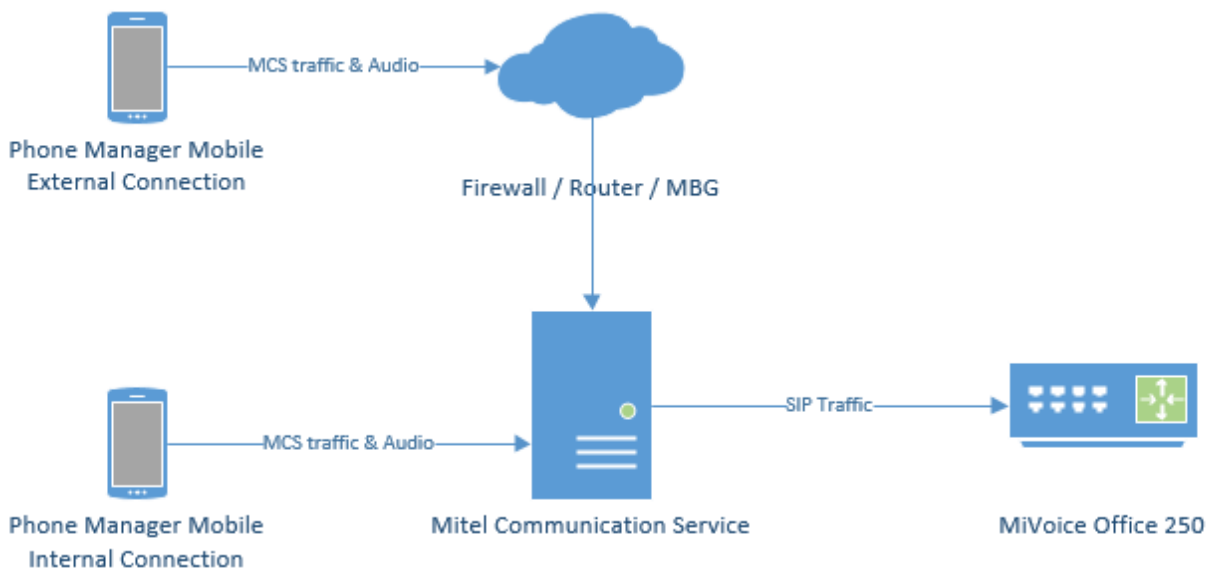 MCS traffic & Audio
Phone Manager Mobile
External Connection
Firewall / Router / MBG
SIP Traffic
MCS traffic & Audio
Phone Manager Mobile
Internal Connection
Mitel Communication Service
MiVoice Office 250